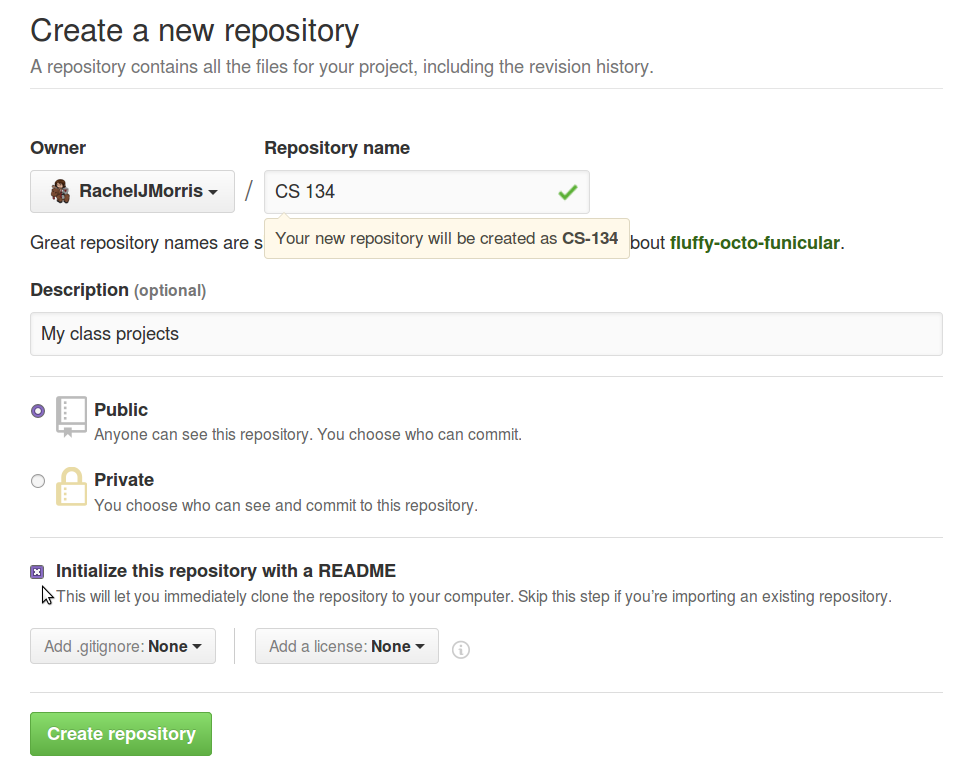 Create a new repository
A repository contains all the files for your project, including the revision history.
Owner Repository name
RachelJMorris / CS 134
Your new repository will be created as CS-134
Great repository names are s bout fluffy-octo-funicular.
Description (optional)
My class projects
Public
Anyone can see this repository. You choose who can commit.
Private
You choose who can see and commit to this repository.
Initialize this repository with a README
This will let you immediately clone the repository to your computer. Skip this step if you're importing an existing repository.
Add .gitignore: None Add a license: None
Create repository